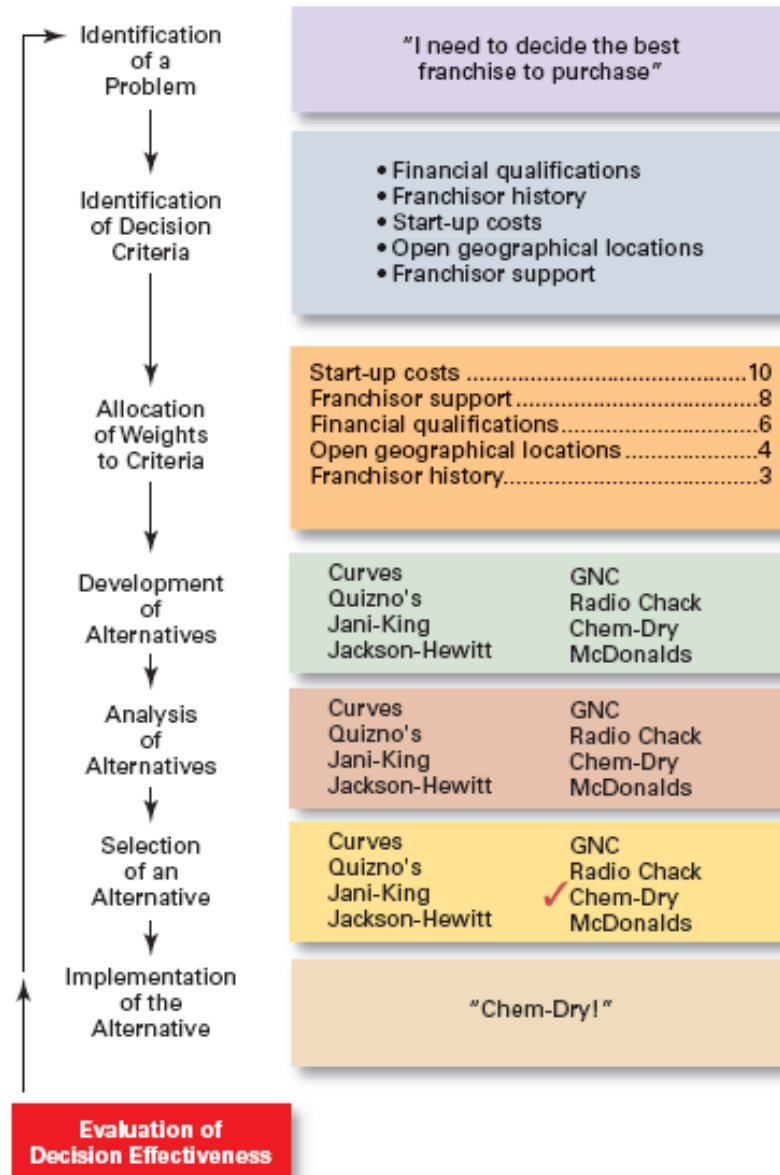 Identification
of a
Problem
"I need to decide the best
franchise to purchase"
Identification
of Decision
Criteria
• Financial qualifications
• Franchisor history
• Start-up costs
• Open geographical locations
• Franchisor support
Allocation
of Weights
to Criteria
Start-up costs ................................................10
Franchisor support..........................................8
Financial qualifications..................................6
Open geographical locations.......................4
Franchisor history............................................3
Development
of
Alternatives
Curves GNC
Quizno's Radio Chack
Jani-King Chem-Dry
Jackson-Hewitt McDonalds
Analysis
of
Alternatives
Curves GNC
Quizno's Radio Chack
Jani-King Chem-Dry
Jackson-Hewitt McDonalds
Selection
of an
Alternative
Curves GNC
Quizno's Radio Chack
Jani-King ✓Chem-Dry
Jackson-Hewitt McDonalds
Implementation
of the
Alternative
"Chem-Dry!"
Evaluation of
Decision Effectiveness